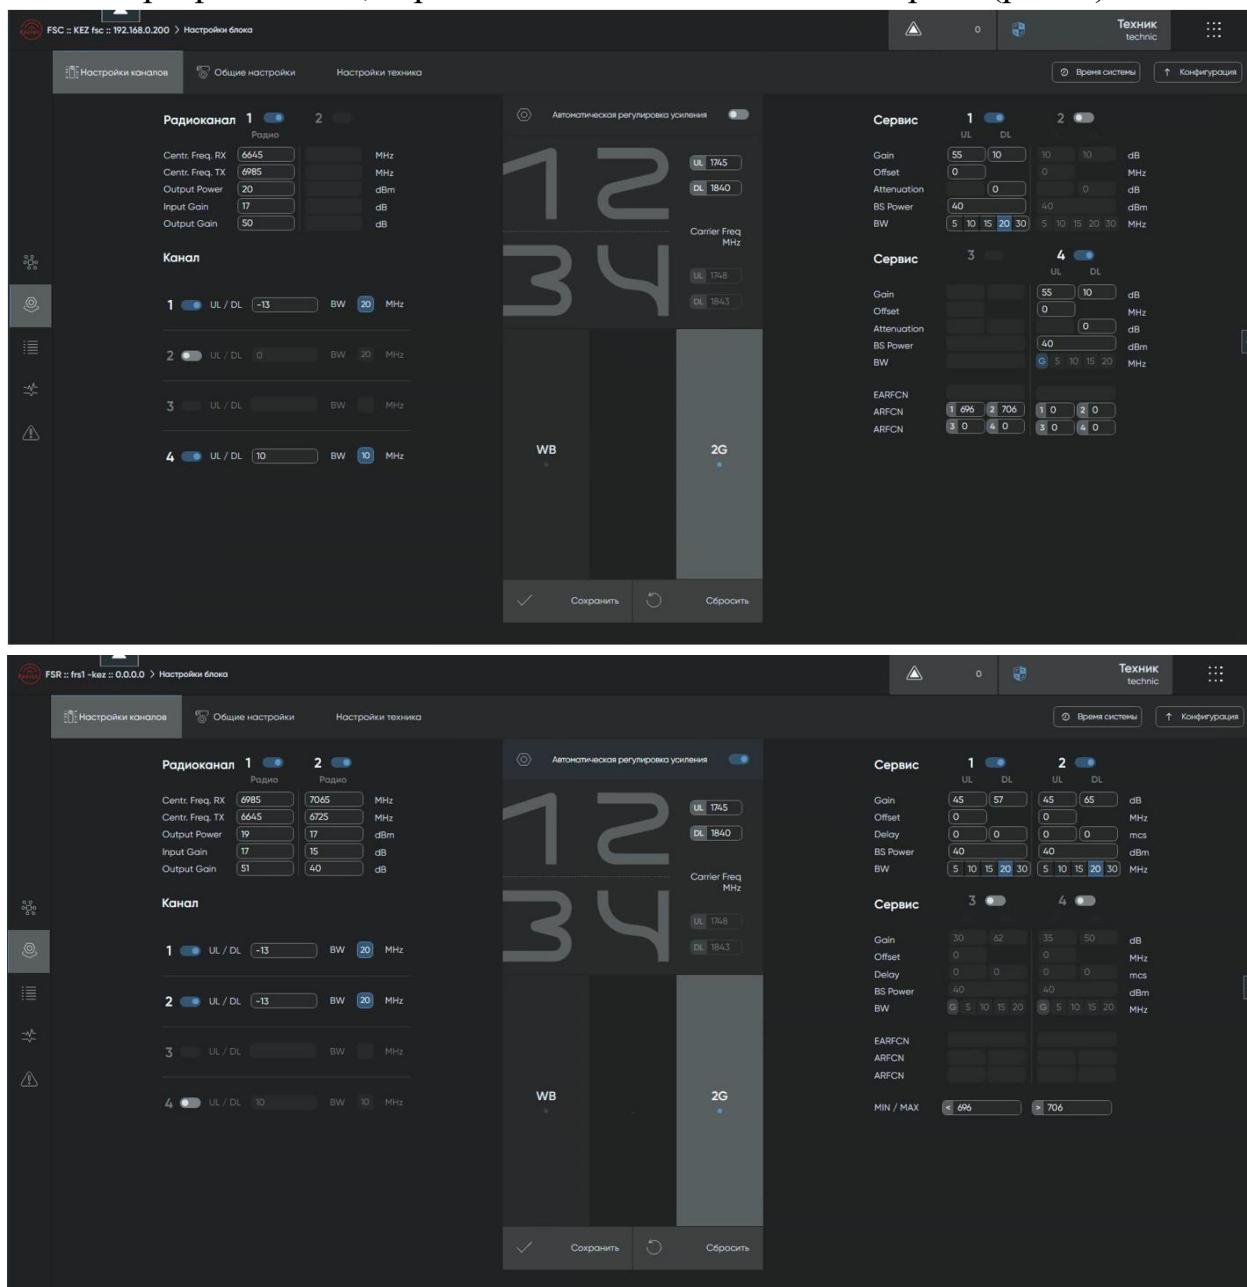 FSC :: KEZ fsc :: 192.168.0.200 > Настройки блока
0
Техник
technic
Настройки каналов
Общие настройки
Настройки техника
Время системы
Конфигурация
Радиоканал 1 2
Радио
Centr. Freq. RX 6645 MHz
Centr. Freq. TX 6985 MHz
Output Power 20 dBm
Input Gain 17 dB
Output Gain 50 dB
Канал
1 UL / DL -13 BW 20 MHz
2 UL / DL 0 BW 20 MHz
3 UL / DL BW MHz
4 UL / DL 10 BW 10 MHz
Автоматическая регулировка усиления
1 2
UL 1745
DL 1840
Carrier Freq
MHz
3 4
UL 1748
DL 1843
WB 2G
Сохранить Сбросить
Сервис 1 2
UL DL
Gain 55 10 10 10 dB
Offset 0 0 MHz
Attenuation 0 0 dB
BS Power 40 40 dBm
BW 5 10 15 20 30 5 10 15 20 30 MHz
Сервис 3 4
UL DL
Gain 55 10 dB
Offset 0 MHz
Attenuation 0 dB
BS Power 40 dBm
BW G 5 10 15 20 MHz
EARFCN
ARFCN 1 696 2 706 1 0 2 0
ARFCN 3 0 4 0 3 0 4 0
FSR :: frs1 -kez :: 0.0.0.0 > Настройки блока
0
Техник
technic
Настройки каналов
Общие настройки
Настройки техника
Время системы
Конфигурация
Радиоканал 1 2
Радио Радио
Centr. Freq. RX 6985 7065 MHz
Centr. Freq. TX 6645 6725 MHz
Output Power 19 17 dBm
Input Gain 17 15 dB
Output Gain 51 40 dB
Канал
1 UL / DL -13 BW 20 MHz
2 UL / DL -13 BW 20 MHz
3 UL / DL BW MHz
4 UL / DL 10 BW 10 MHz
Автоматическая регулировка усиления
1 2
UL 1745
DL 1840
Carrier Freq
MHz
3 4
UL 1748
DL 1843
WB 2G
Сохранить Сбросить
Сервис 1 2
UL DL UL DL
Gain 45 57 45 65 dB
Offset 0 0 MHz
Delay 0 0 0 0 mcs
BS Power 40 40 dBm
BW 5 10 15 20 30 5 10 15 20 30 MHz
Сервис 3 4
Gain 30 62 35 50 dB
Offset 0 0 MHz
Delay 0 0 0 0 mcs
BS Power 40 40 dBm
BW G 5 10 15 20 G 5 10 15 20 MHz
EARFCN
ARFCN
ARFCN
MIN / MAX < 696 > 706